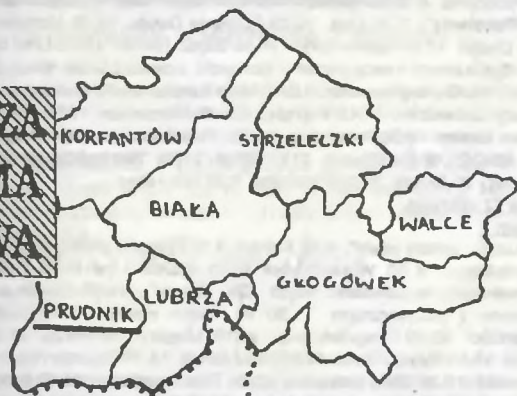 ZA
MA
WA
KORFANTÓW
STRZELECZKI
BIAŁA
WALCE
GŁOGÓWEK
LUBRZA
PRUDNIK